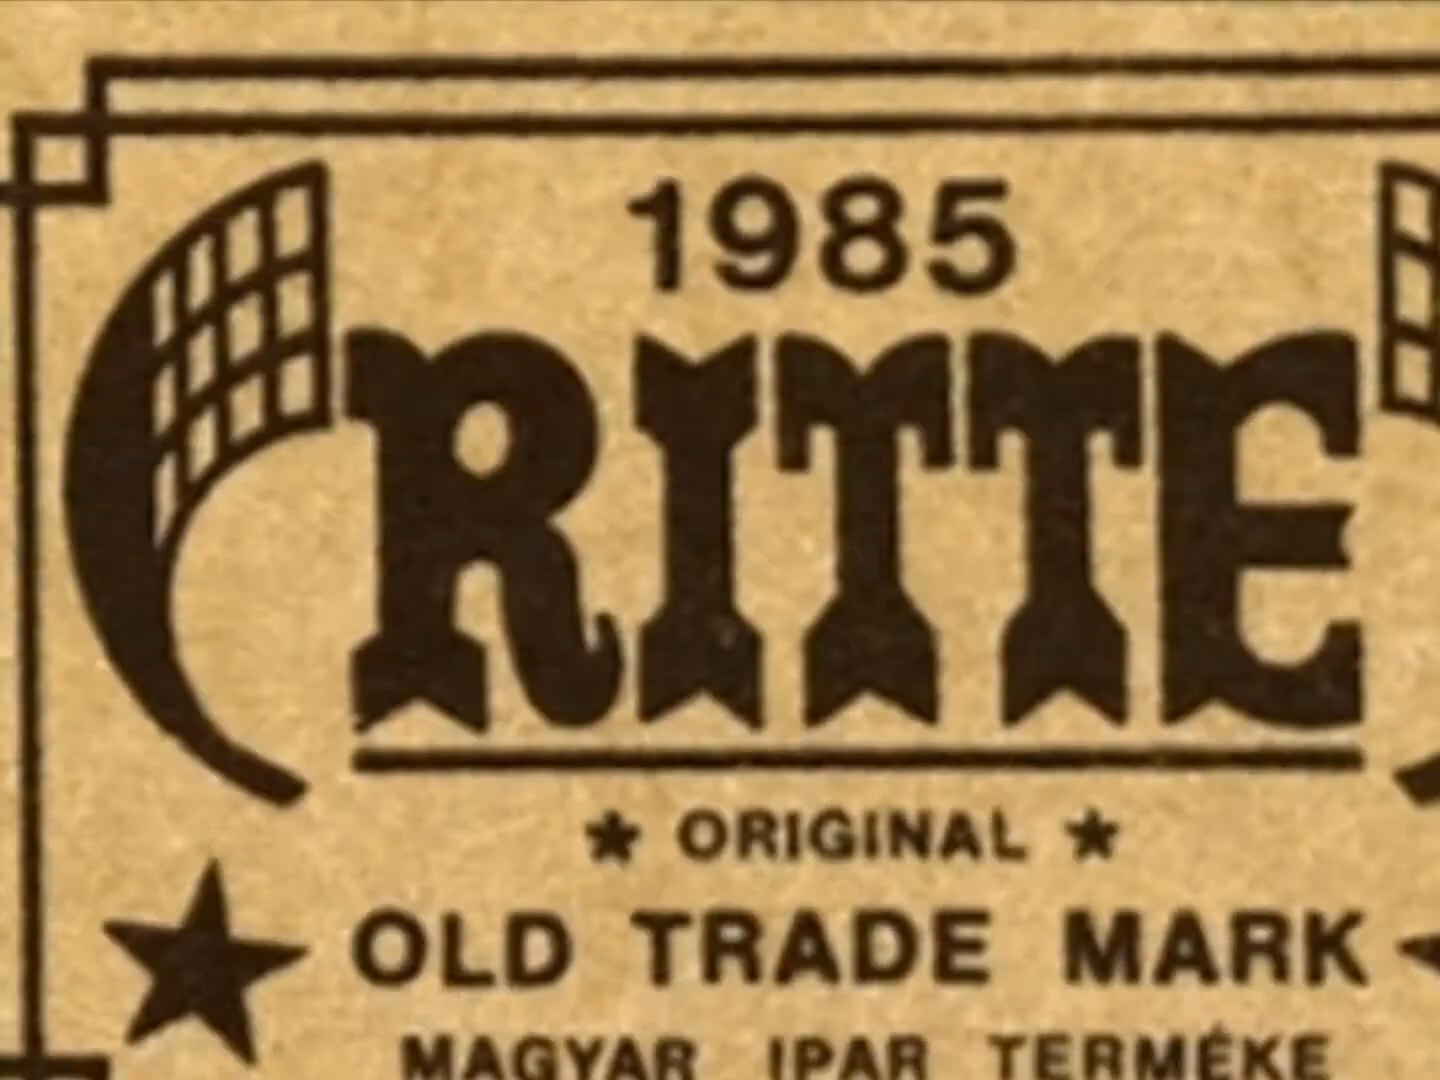 1985
RITTE
★ ORIGINAL ★
OLD TRADE MARK
MAGYAR IPAR TERMÉKE